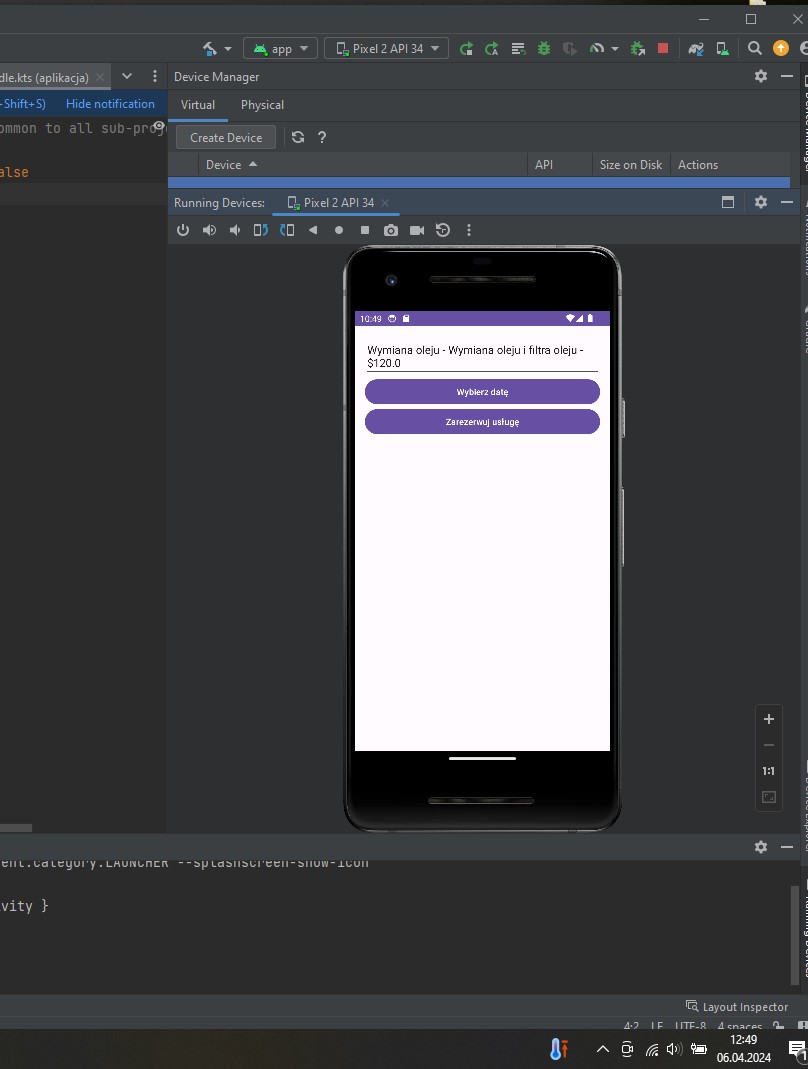 app
Pixel 2 API 34
dle.kts (aplikacja)
Device Manager
-Shift+S)
Hide notification
Virtual
Physical
ommon to all sub-proj
Create Device
?
Device
API
Size on Disk
Actions
alse
Running Devices:
Pixel 2 API 34
10:49
Wymiana oleju - Wymiana oleju i filtra oleju -
$120.0
Wybierz datę
Zarezerwuj usługę
+
1:1
ent.category.LAUNCHER --splashscreen-show-icon
vity }
Layout Inspector
4:2 LF UTF-8 4 spaces
12:49
06.04.2024
1